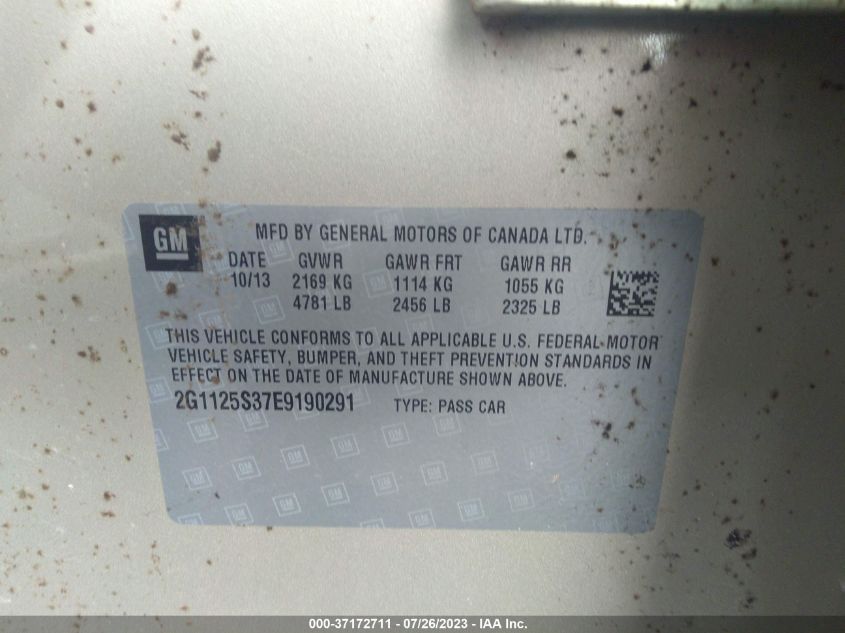 GM
MFD BY GENERAL MOTORS OF CANADA LTD.
DATE GVWR GAWR FRT GAWR RR
10/13 2169 KG 1114 KG 1055 KG
4781 LB 2456 LB 2325 LB
THIS VEHICLE CONFORMS TO ALL APPLICABLE U.S. FEDERAL MOTOR
VEHICLE SAFETY, BUMPER, AND THEFT PREVENTION STANDARDS IN
EFFECT ON THE DATE OF MANUFACTURE SHOWN ABOVE.
2G1125S37E9190291 TYPE: PASS CAR
000-37172711 - 07/26/2023 - IAA Inc.